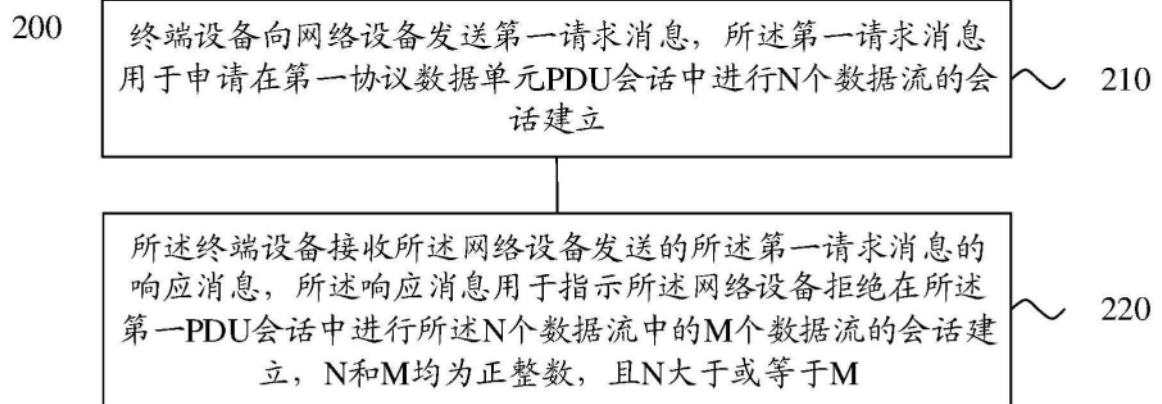 200
终端设备向网络设备发送第一请求消息，所述第一请求消息
用于申请在第一协议数据单元PDU会话中进行N个数据流的会
话建立
210
所述终端设备接收所述网络设备发送的所述第一请求消息的
响应消息，所述响应消息用于指示所述网络设备拒绝在所述
第一PDU会话中进行所述N个数据流中的M个数据流的会话建
立，N和M均为正整数，且N大于或等于M
220